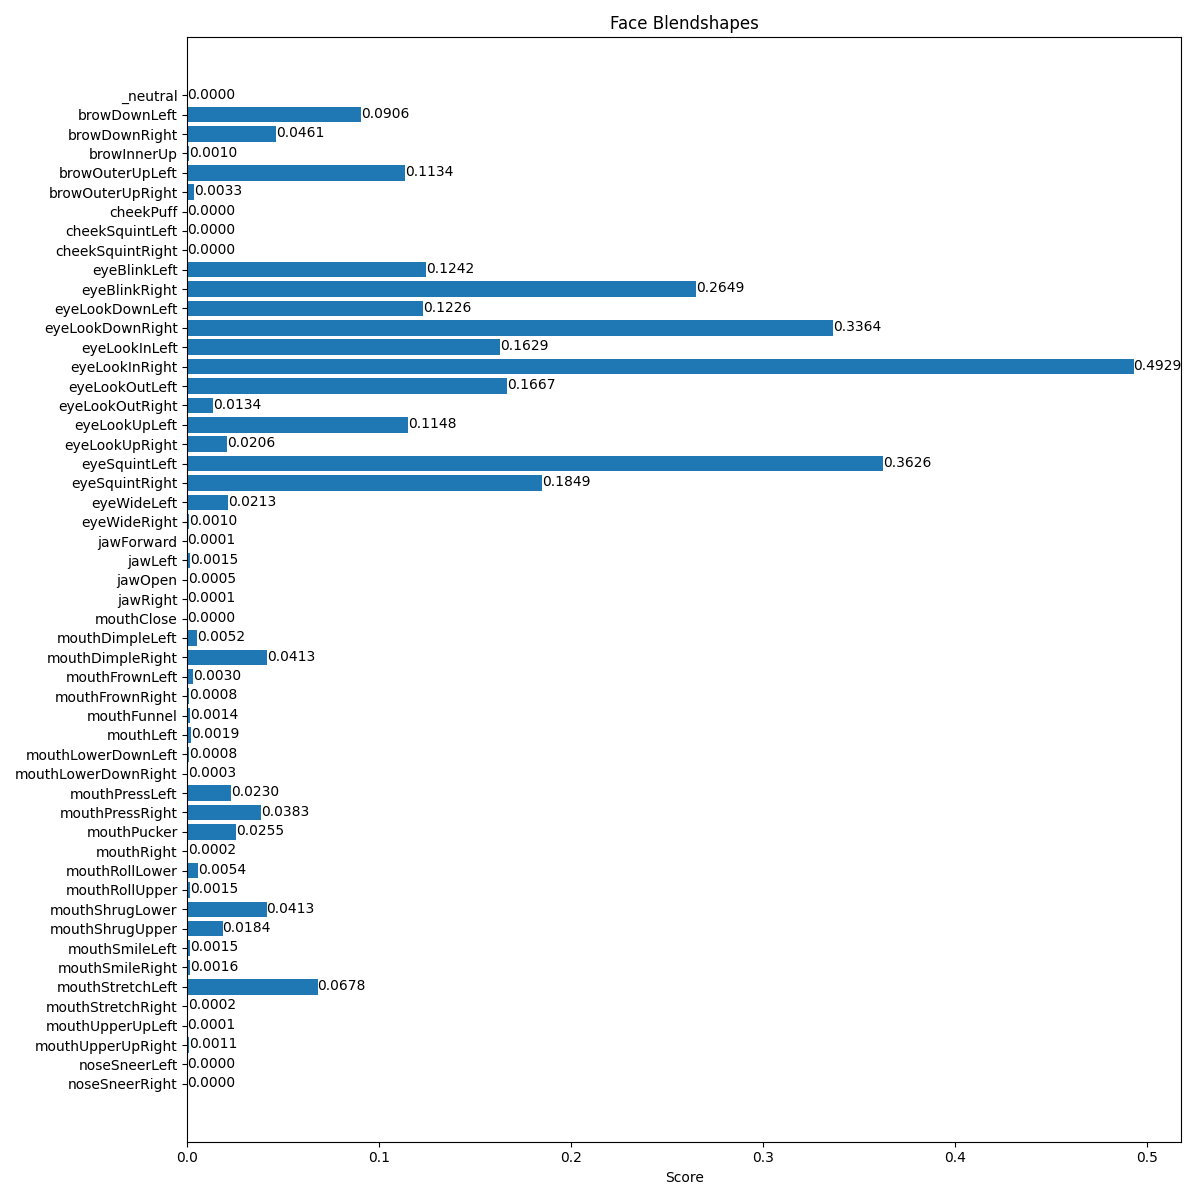 Face Blendshapes
_neutral 0.0000
browDownLeft 0.0906
browDownRight 0.0461
browInnerUp 0.0010
browOuterUpLeft 0.1134
browOuterUpRight 0.0033
cheekPuff 0.0000
cheekSquintLeft 0.0000
cheekSquintRight 0.0000
eyeBlinkLeft 0.1242
eyeBlinkRight 0.2649
eyeLookDownLeft 0.1226
eyeLookDownRight 0.3364
eyeLookInLeft 0.1629
eyeLookInRight 0.4929
eyeLookOutLeft 0.1667
eyeLookOutRight 0.0134
eyeLookUpLeft 0.1148
eyeLookUpRight 0.0206
eyeSquintLeft 0.3626
eyeSquintRight 0.1849
eyeWideLeft 0.0213
eyeWideRight 0.0010
jawForward 0.0001
jawLeft 0.0015
jawOpen 0.0005
jawRight 0.0001
mouthClose 0.0000
mouthDimpleLeft 0.0052
mouthDimpleRight 0.0413
mouthFrownLeft 0.0030
mouthFrownRight 0.0008
mouthFunnel 0.0014
mouthLeft 0.0019
mouthLowerDownLeft 0.0008
mouthLowerDownRight 0.0003
mouthPressLeft 0.0230
mouthPressRight 0.0383
mouthPucker 0.0255
mouthRight 0.0002
mouthRollLower 0.0054
mouthRollUpper 0.0015
mouthShrugLower 0.0413
mouthShrugUpper 0.0184
mouthSmileLeft 0.0015
mouthSmileRight 0.0016
mouthStretchLeft 0.0678
mouthStretchRight 0.0002
mouthUpperUpLeft 0.0001
mouthUpperUpRight 0.0011
noseSneerLeft 0.0000
noseSneerRight 0.0000
0.0 0.1 0.2 0.3 0.4 0.5
Score